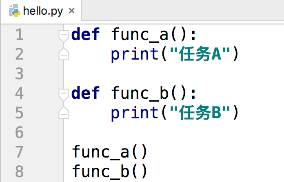 hello.py ×
1 def func_a():
2     print("任务A")
3
4 def func_b():
5     print("任务B")
6
7 func_a()
8 func_b()